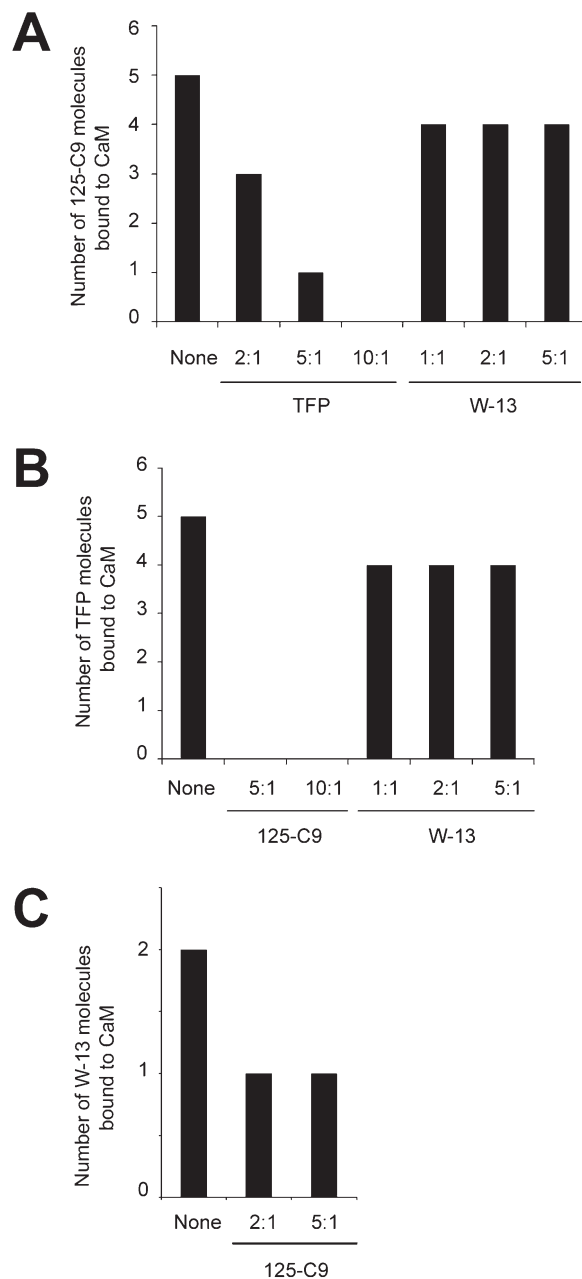 A
Number of 125-C9 molecules
bound to CaM
6
5
4
3
2
1
0
None 2:1 5:1 10:1 1:1 2:1 5:1
TFP W-13
B
Number of TFP molecules
bound to CaM
6
5
4
3
2
1
0
None 5:1 10:1 1:1 2:1 5:1
125-C9 W-13
C
Number of W-13 molecules
bound to CaM
2
1
0
None 2:1 5:1
125-C9